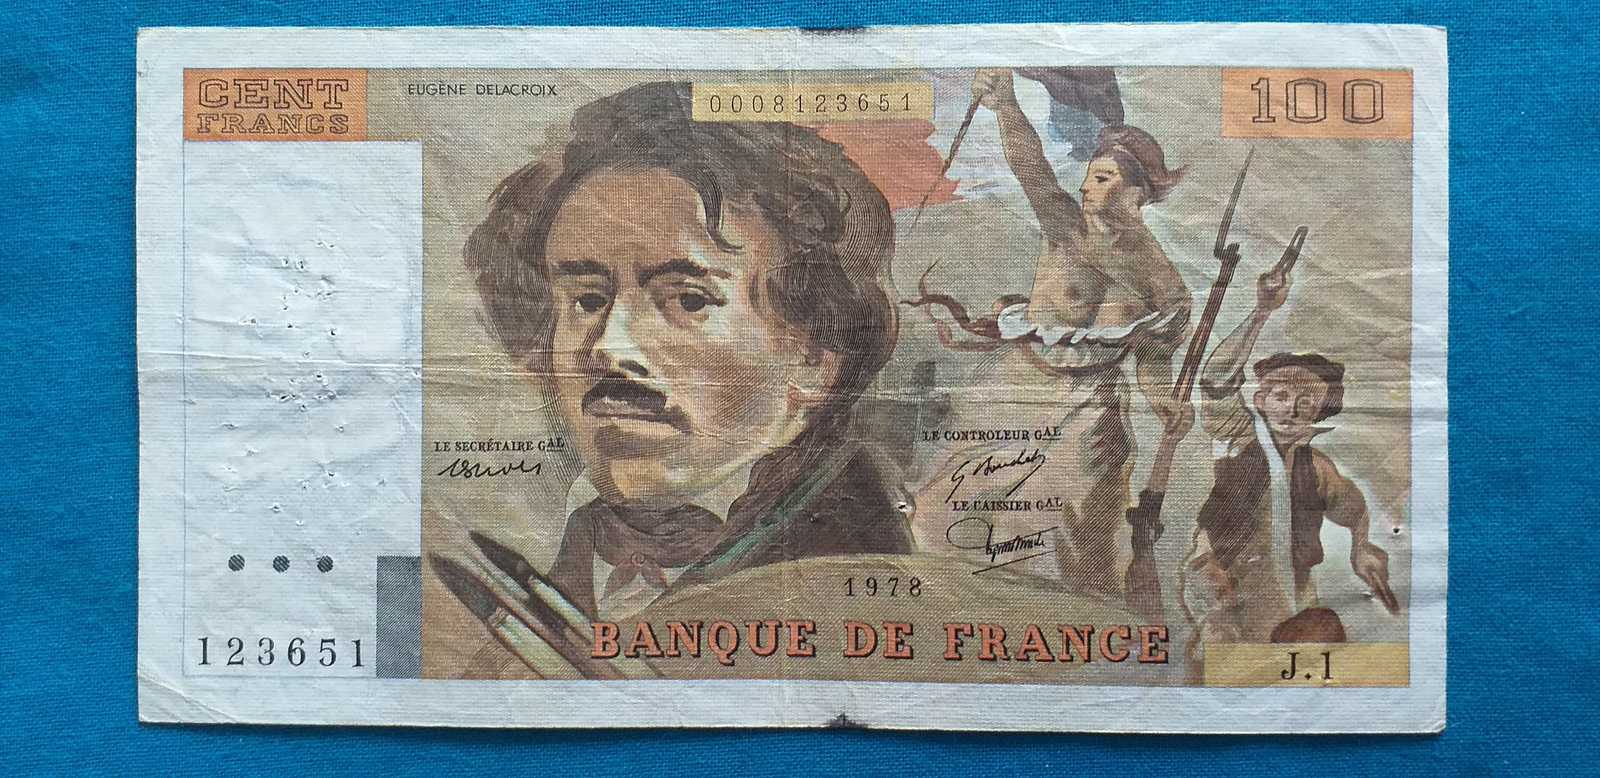 CENT
FRANCS
EUGÈNE DELACROIX
0008123651
100
LE SECRÉTAIRE GAL
LE CONTROLEUR GAL
LE CAISSIER GAL
1978
BANQUE DE FRANCE
123651
J.1